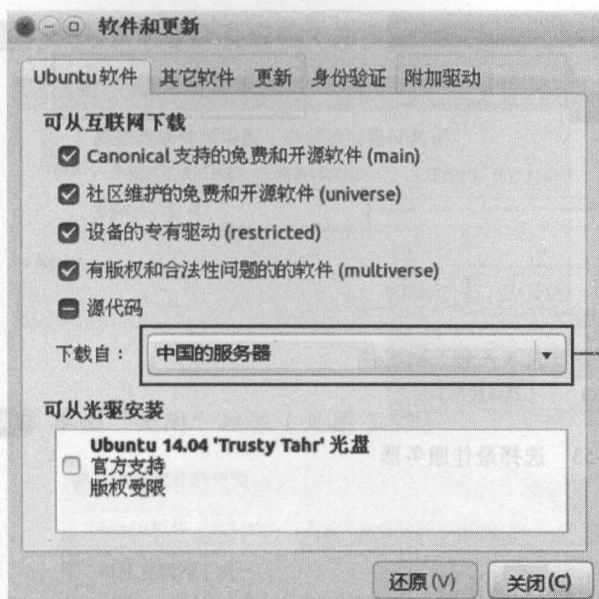 软件和更新
Ubuntu 软件 其它软件 更新 身份验证 附加驱动
可从互联网下载
Canonical 支持的免费和开源软件 (main)
社区维护的免费和开源软件 (universe)
设备的专有驱动 (restricted)
有版权和合法性问题的的软件 (multiverse)
源代码
下载自： 中国的服务器
可从光驱安装
Ubuntu 14.04 'Trusty Tahr' 光盘
官方支持
版权受限
还原(V) 关闭(C)